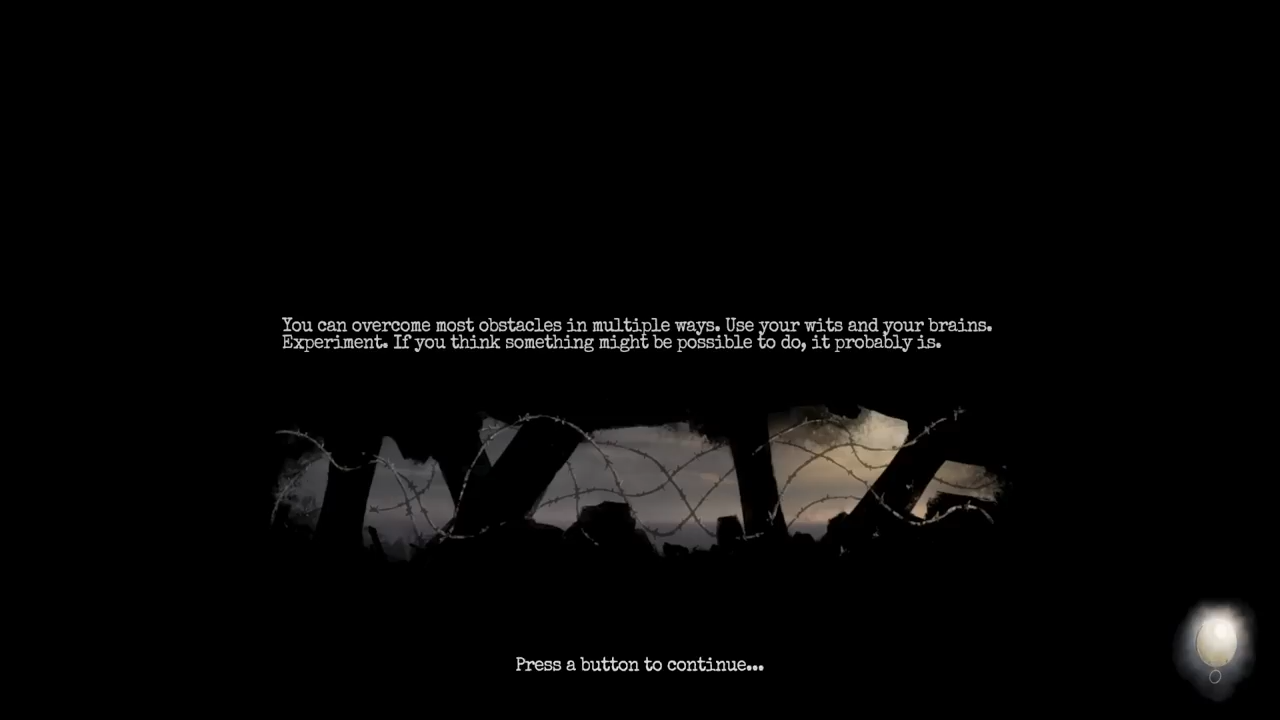 You can overcome most obstacles in multiple ways. Use your wits and your brains.
Experiment. If you think something might be possible to do, it probably is.
Press a button to continue...